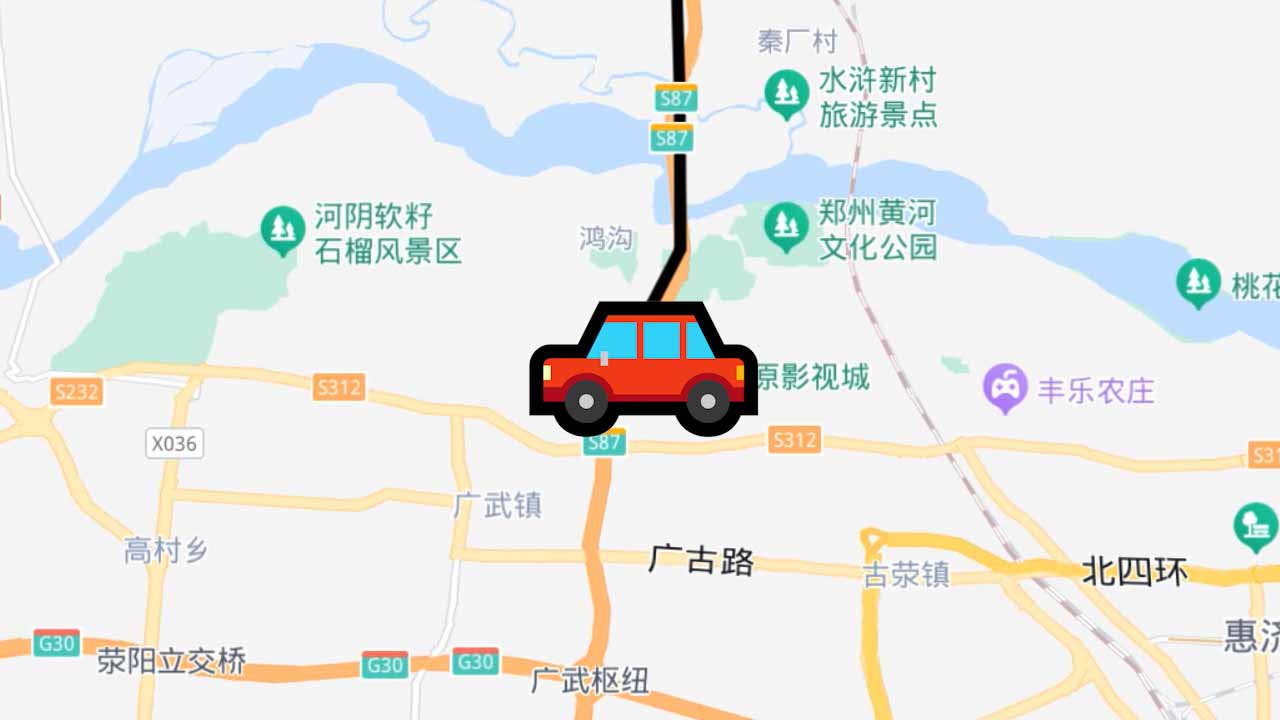 秦厂村
水浒新村
旅游景点
S87
S87
河阴软籽
石榴风景区
鸿沟
郑州黄河
文化公园
桃花
S232
S312
原影视城
丰乐农庄
X036
S87
S312
S31
广武镇
高村乡
广古路
古荥镇
北四环
G30
荥阳立交桥
G30
G30
广武枢纽
惠济